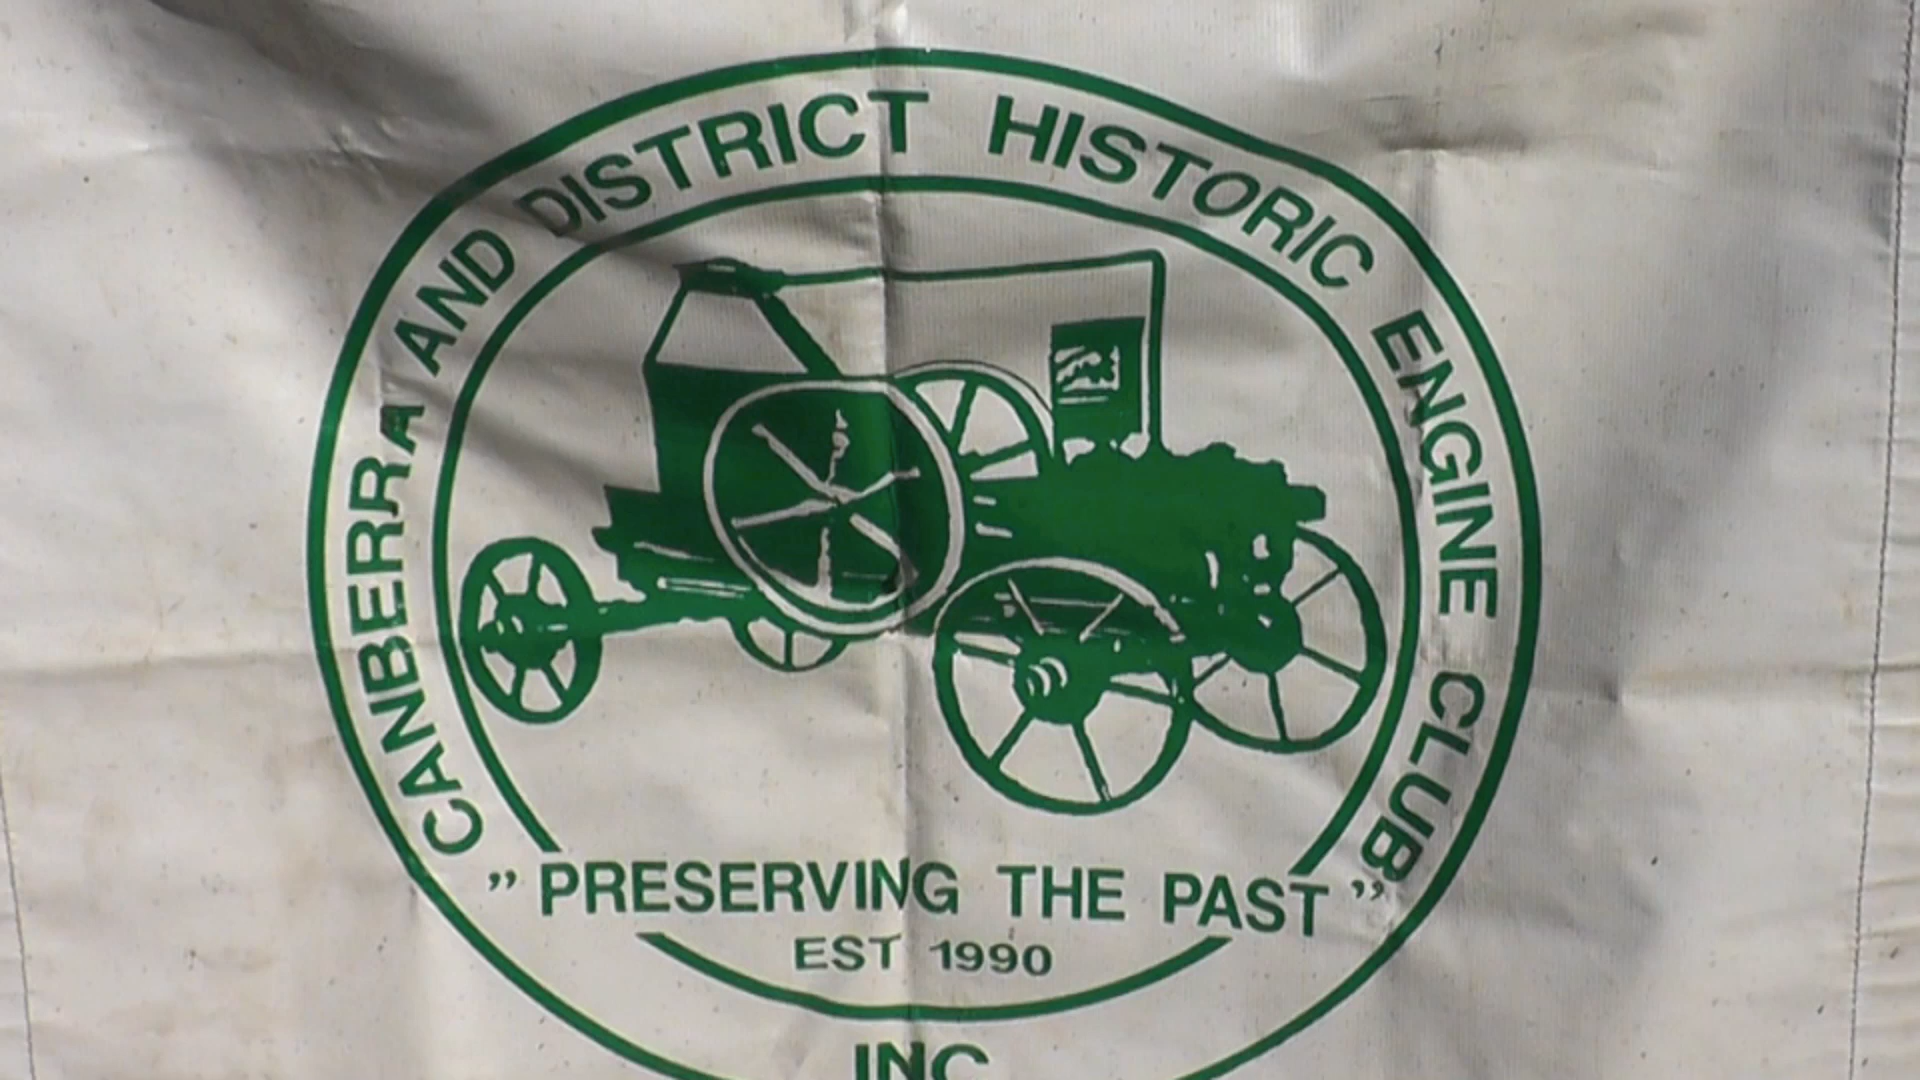 CANBERRA AND DISTRICT HISTORIC ENGINE CLUB
” PRESERVING THE PAST ”
EST 1990
INC